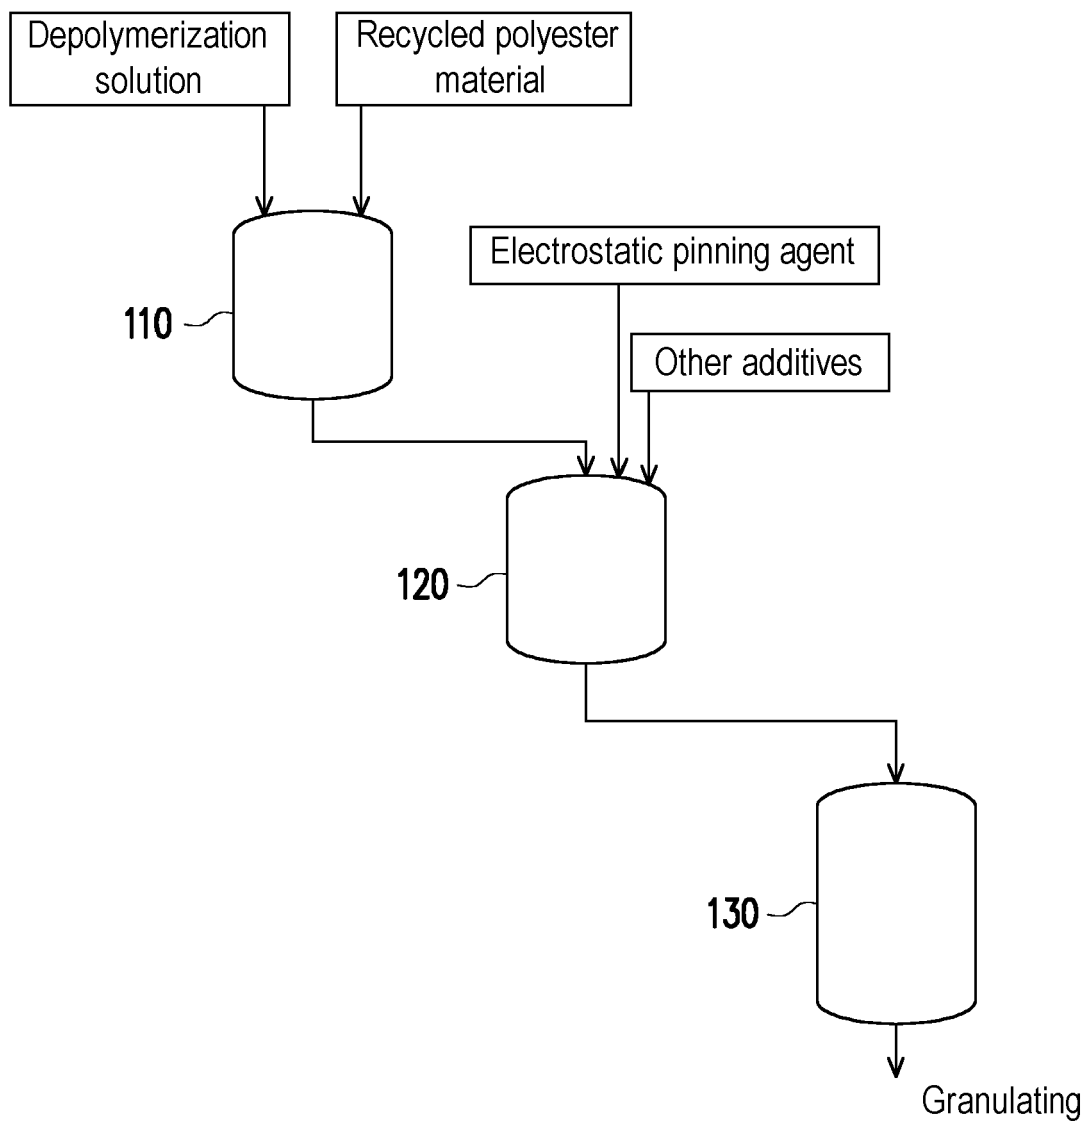 Depolymerization
solution
Recycled polyester
material
Electrostatic pinning agent
110
Other additives
120
130
Granulating